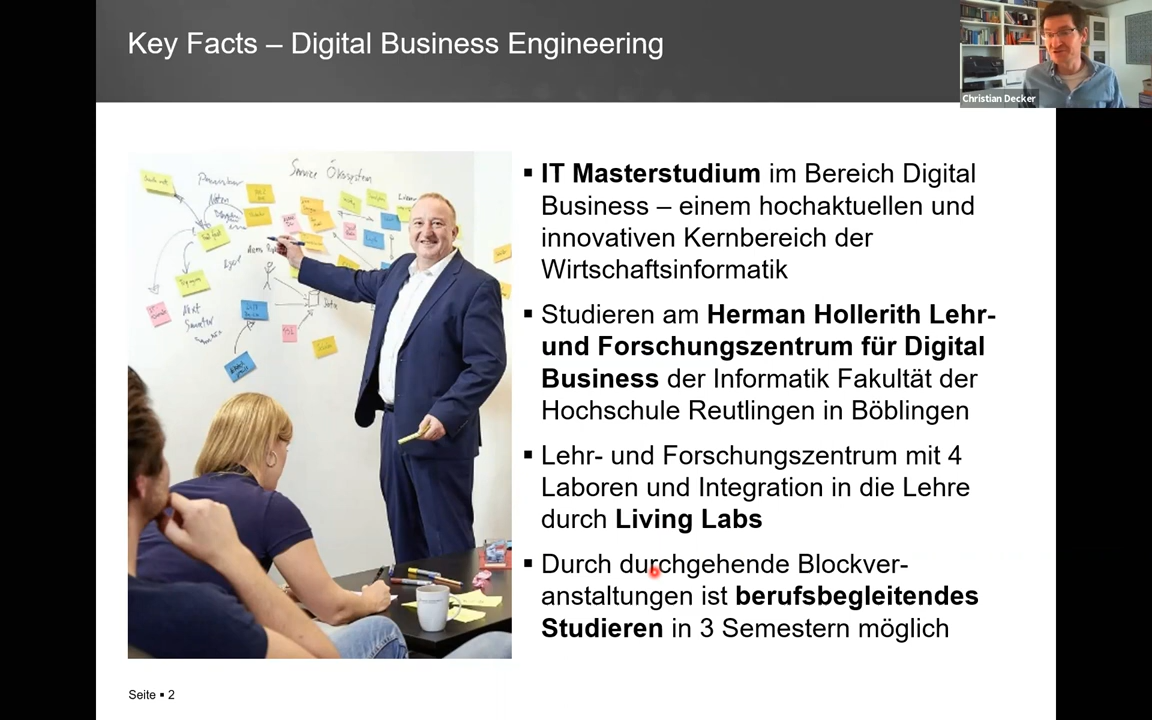 Key Facts – Digital Business Engineering
Christian Decker
Service Ökosystem
▪ IT Masterstudium im Bereich Digital
Business – einem hochaktuellen und
innovativen Kernbereich der
Wirtschaftsinformatik
▪ Studieren am Herman Hollerith Lehr-
und Forschungszentrum für Digital
Business der Informatik Fakultät der
Hochschule Reutlingen in Böblingen
▪ Lehr- und Forschungszentrum mit 4
Laboren und Integration in die Lehre
durch Living Labs
▪ Durch durchgehende Blockver-
anstaltungen ist berufsbegleitendes
Studieren in 3 Semestern möglich
Seite ▪ 2